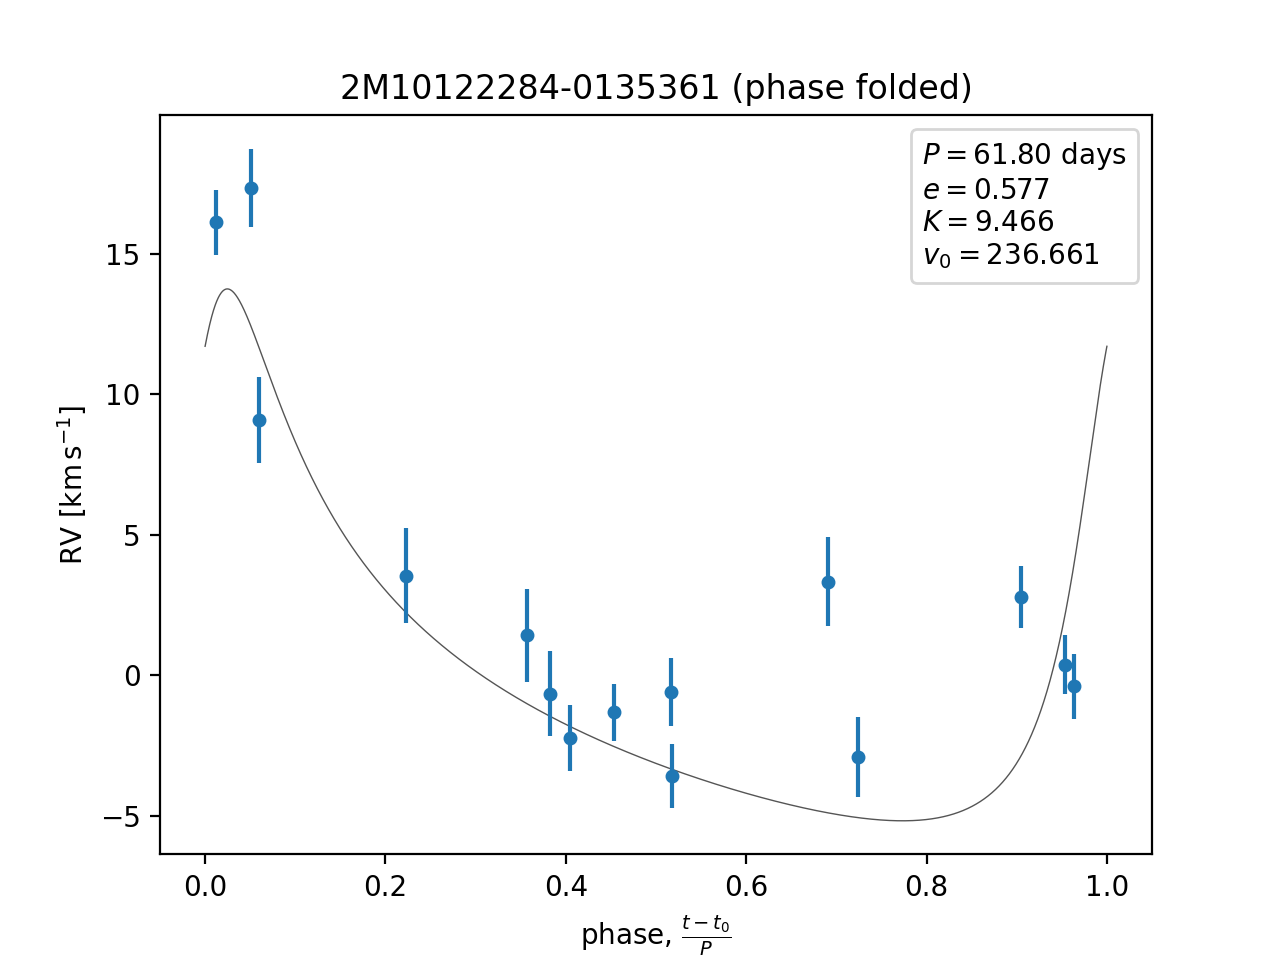 2M10122284-0135361 (phase folded)
P = 61.80 days
e = 0.577
K = 9.466
v₀ = 236.661
RV [km s⁻¹]
15
10
5
0
−5
0.0 0.2 0.4 0.6 0.8 1.0
phase, (t − t₀)/P